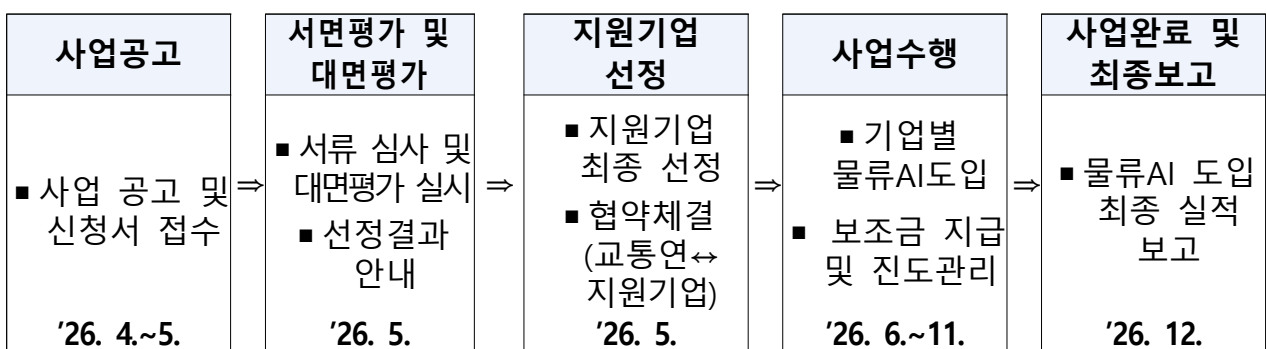 사업공고
■ 사업 공고 및
신청서 접수
'26. 4.~5.
⇒
서면평가 및
대면평가
■ 서류 심사 및
대면평가 실시
■ 선정결과
안내
'26. 5.
⇒
지원기업
선정
■ 지원기업
최종 선정
■ 협약체결
(교통연↔
지원기업)
'26. 5.
⇒
사업수행
■ 기업별
물류AI도입
■ 보조금 지급
및 진도관리
'26. 6.~11.
⇒
사업완료 및
최종보고
■ 물류AI 도입
최종 실적
보고
'26. 12.